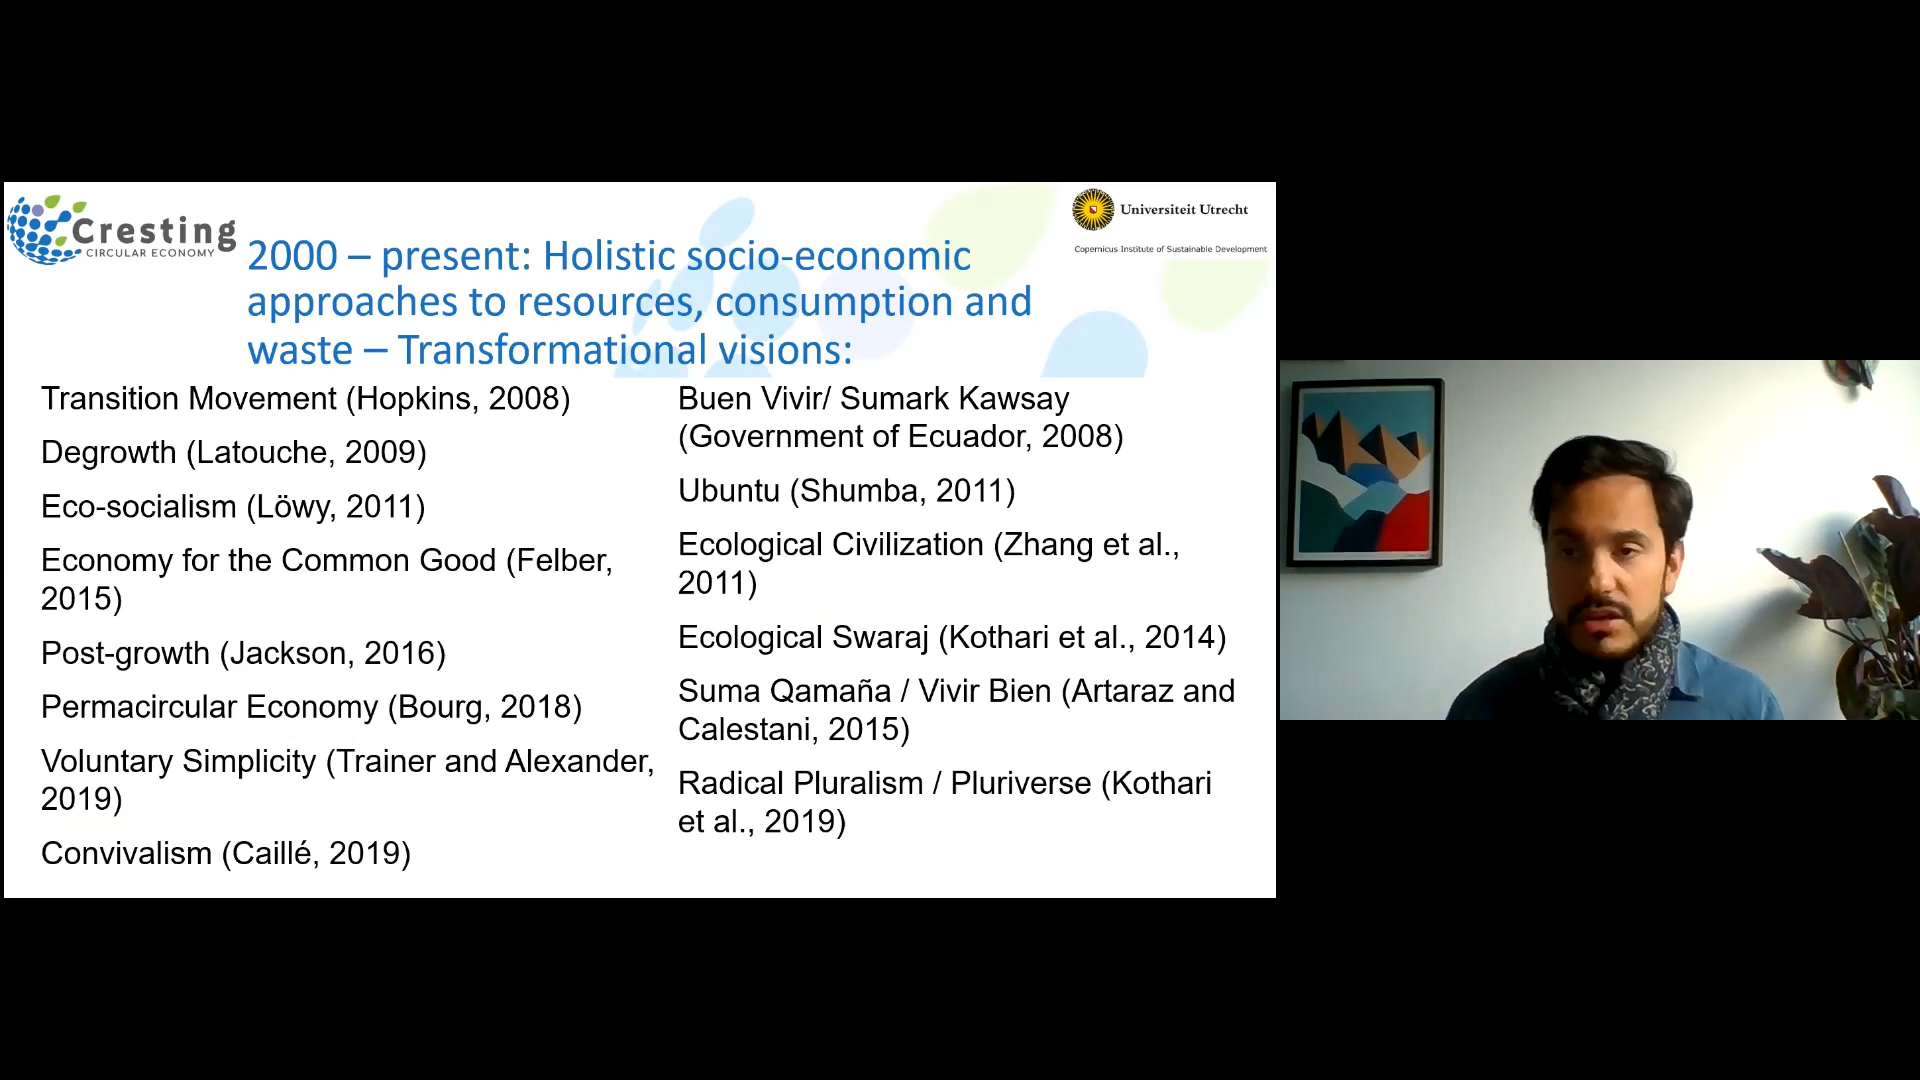 Cresting
CIRCULAR ECONOMY
Universiteit Utrecht
Copernicus Institute of Sustainable Development
2000 – present: Holistic socio-economic
approaches to resources, consumption and
waste – Transformational visions:
Transition Movement (Hopkins, 2008)
Degrowth (Latouche, 2009)
Eco-socialism (Löwy, 2011)
Economy for the Common Good (Felber,
2015)
Post-growth (Jackson, 2016)
Permacircular Economy (Bourg, 2018)
Voluntary Simplicity (Trainer and Alexander,
2019)
Convivalism (Caillé, 2019)
Buen Vivir/ Sumark Kawsay
(Government of Ecuador, 2008)
Ubuntu (Shumba, 2011)
Ecological Civilization (Zhang et al.,
2011)
Ecological Swaraj (Kothari et al., 2014)
Suma Qamaña / Vivir Bien (Artaraz and
Calestani, 2015)
Radical Pluralism / Pluriverse (Kothari
et al., 2019)